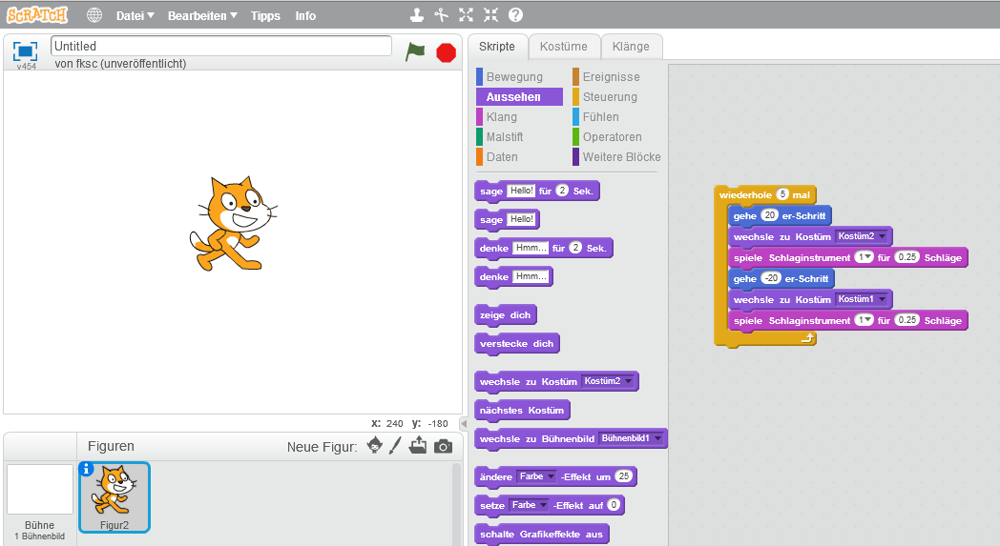 SCRATCH
Datei Bearbeiten Tipps Info
v454
Untitled
von fksc (unveröffentlicht)
x: 240 y: -180
Figuren
Neue Figur:
Bühne
1 Bühnenbild
Figur2
Skripte Kostüme Klänge
Bewegung Ereignisse
Aussehen Steuerung
Klang Fühlen
Malstift Operatoren
Daten Weitere Blöcke
sage Hello! für 2 Sek.
sage Hello!
denke Hmm... für 2 Sek.
denke Hmm...
zeige dich
verstecke dich
wechsle zu Kostüm Kostüm2
nächstes Kostüm
wechsle zu Bühnenbild Bühnenbild1
ändere Farbe -Effekt um 25
setze Farbe -Effekt auf 0
schalte Grafikeffekte aus
wiederhole 5 mal
gehe 20 er-Schritt
wechsle zu Kostüm Kostüm2
spiele Schlaginstrument 1 für 0.25 Schläge
gehe -20 er-Schritt
wechsle zu Kostüm Kostüm1
spiele Schlaginstrument 1 für 0.25 Schläge